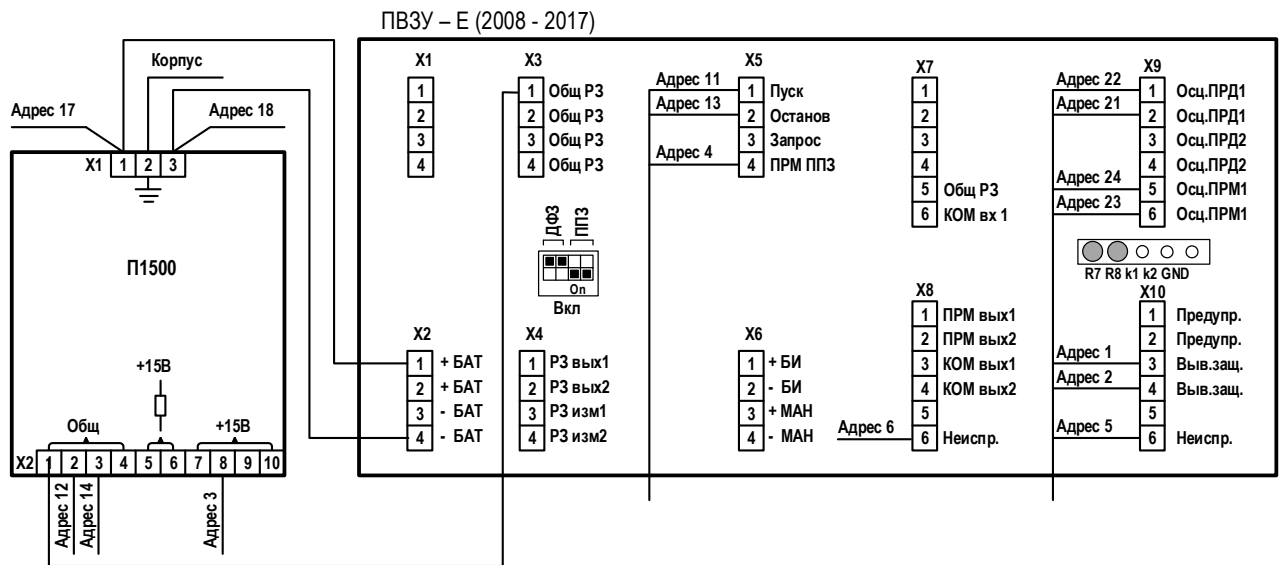 ПВЗУ – Е (2008 - 2017)
Корпус
Адрес 17
Адрес 18
X1 1 2 3
П1500
+15В
Общ
+15В
X2 1 2 3 4 5 6 7 8 9 10
Адрес 12
Адрес 14
Адрес 3
X1
1
2
3
4
X3
1 Общ РЗ
2 Общ РЗ
3 Общ РЗ
4 Общ РЗ
ДФЗ
ППЗ
On
Вкл
X2
1 + БАТ
2 + БАТ
3 - БАТ
4 - БАТ
X4
1 РЗ вых1
2 РЗ вых2
3 РЗ изм1
4 РЗ изм2
X5
Адрес 11 1 Пуск
Адрес 13 2 Останов
3 Запрос
Адрес 4 4 ПРМ ППЗ
X6
1 + БИ
2 - БИ
3 + МАН
4 - МАН
X7
1
2
3
4
5 Общ РЗ
6 КОМ вх 1
X8
1 ПРМ вых1
2 ПРМ вых2
3 КОМ вых1
4 КОМ вых2
5
Адрес 6 6 Неиспр.
X9
Адрес 22 1 Осц.ПРД1
Адрес 21 2 Осц.ПРД1
3 Осц.ПРД2
4 Осц.ПРД2
Адрес 24 5 Осц.ПРМ1
Адрес 23 6 Осц.ПРМ1
R7 R8 k1 k2 GND
X10
1 Предупр.
2 Предупр.
Адрес 1 3 Выв.защ.
Адрес 2 4 Выв.защ.
5
Адрес 5 6 Неиспр.